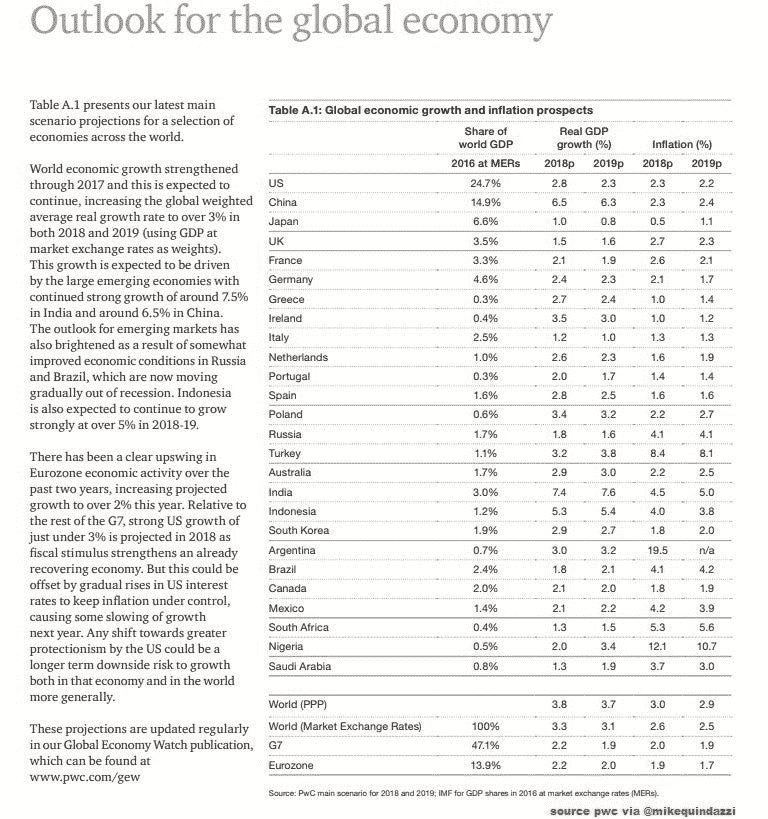 Outlook for the global economy
Table A.1 presents our latest main
scenario projections for a selection of
economies across the world.
World economic growth strengthened
through 2017 and this is expected to
continue, increasing the global weighted
average real growth rate to over 3% in
both 2018 and 2019 (using GDP at
market exchange rates as weights).
This growth is expected to be driven
by the large emerging economies with
continued strong growth of around 7.5%
in India and around 6.5% in China.
The outlook for emerging markets has
also brightened as a result of somewhat
improved economic conditions in Russia
and Brazil, which are now moving
gradually out of recession. Indonesia
is also expected to continue to grow
strongly at over 5% in 2018-19.
There has been a clear upswing in
Eurozone economic activity over the
past two years, increasing projected
growth to over 2% this year. Relative to
the rest of the G7, strong US growth of
just under 3% is projected in 2018 as
fiscal stimulus strengthens an already
recovering economy. But this could be
offset by gradual rises in US interest
rates to keep inflation under control,
causing some slowing of growth
next year. Any shift towards greater
protectionism by the US could be a
longer term downside risk to growth
both in that economy and in the world
more generally.
These projections are updated regularly
in our Global Economy Watch publication,
which can be found at
www.pwc.com/gew
Table A.1: Global economic growth and inflation prospects
Share of Real GDP
world GDP growth (%) Inflation (%)
2016 at MERs 2018p 2019p 2018p 2019p
US 24.7% 2.8 2.3 2.3 2.2
China 14.9% 6.5 6.3 2.3 2.4
Japan 6.6% 1.0 0.8 0.5 1.1
UK 3.5% 1.5 1.6 2.7 2.3
France 3.3% 2.1 1.9 2.6 2.1
Germany 4.6% 2.4 2.3 2.1 1.7
Greece 0.3% 2.7 2.4 1.0 1.4
Ireland 0.4% 3.5 3.0 1.0 1.2
Italy 2.5% 1.2 1.0 1.3 1.3
Netherlands 1.0% 2.6 2.3 1.6 1.9
Portugal 0.3% 2.0 1.7 1.4 1.4
Spain 1.6% 2.8 2.5 1.6 1.6
Poland 0.6% 3.4 3.2 2.2 2.7
Russia 1.7% 1.8 1.6 4.1 4.1
Turkey 1.1% 3.2 3.8 8.4 8.1
Australia 1.7% 2.9 3.0 2.2 2.5
India 3.0% 7.4 7.6 4.5 5.0
Indonesia 1.2% 5.3 5.4 4.0 3.8
South Korea 1.9% 2.9 2.7 1.8 2.0
Argentina 0.7% 3.0 3.2 19.5 n/a
Brazil 2.4% 1.8 2.1 4.1 4.2
Canada 2.0% 2.1 2.0 1.8 1.9
Mexico 1.4% 2.1 2.2 4.2 3.9
South Africa 0.4% 1.3 1.5 5.3 5.6
Nigeria 0.5% 2.0 3.4 12.1 10.7
Saudi Arabia 0.8% 1.3 1.9 3.7 3.0
World (PPP) 3.8 3.7 3.0 2.9
World (Market Exchange Rates) 100% 3.3 3.1 2.6 2.5
G7 47.1% 2.2 1.9 2.0 1.9
Eurozone 13.9% 2.2 2.0 1.9 1.7
Source: PwC main scenario for 2018 and 2019; IMF for GDP shares in 2016 at market exchange rates (MERs).
source pwc via @mikequindazzi